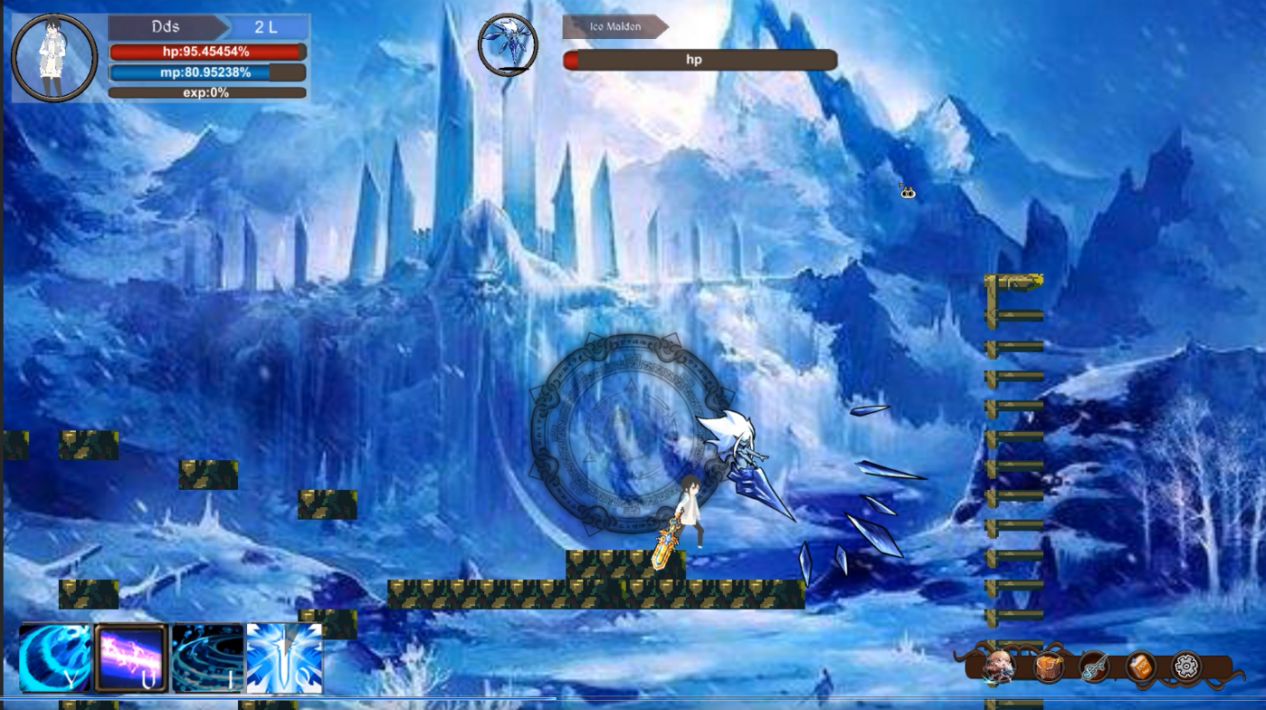 Dds
2 L
hp:95.45454%
mp:80.95238%
exp:0%
Ice Maiden
hp
Y
U
I
O